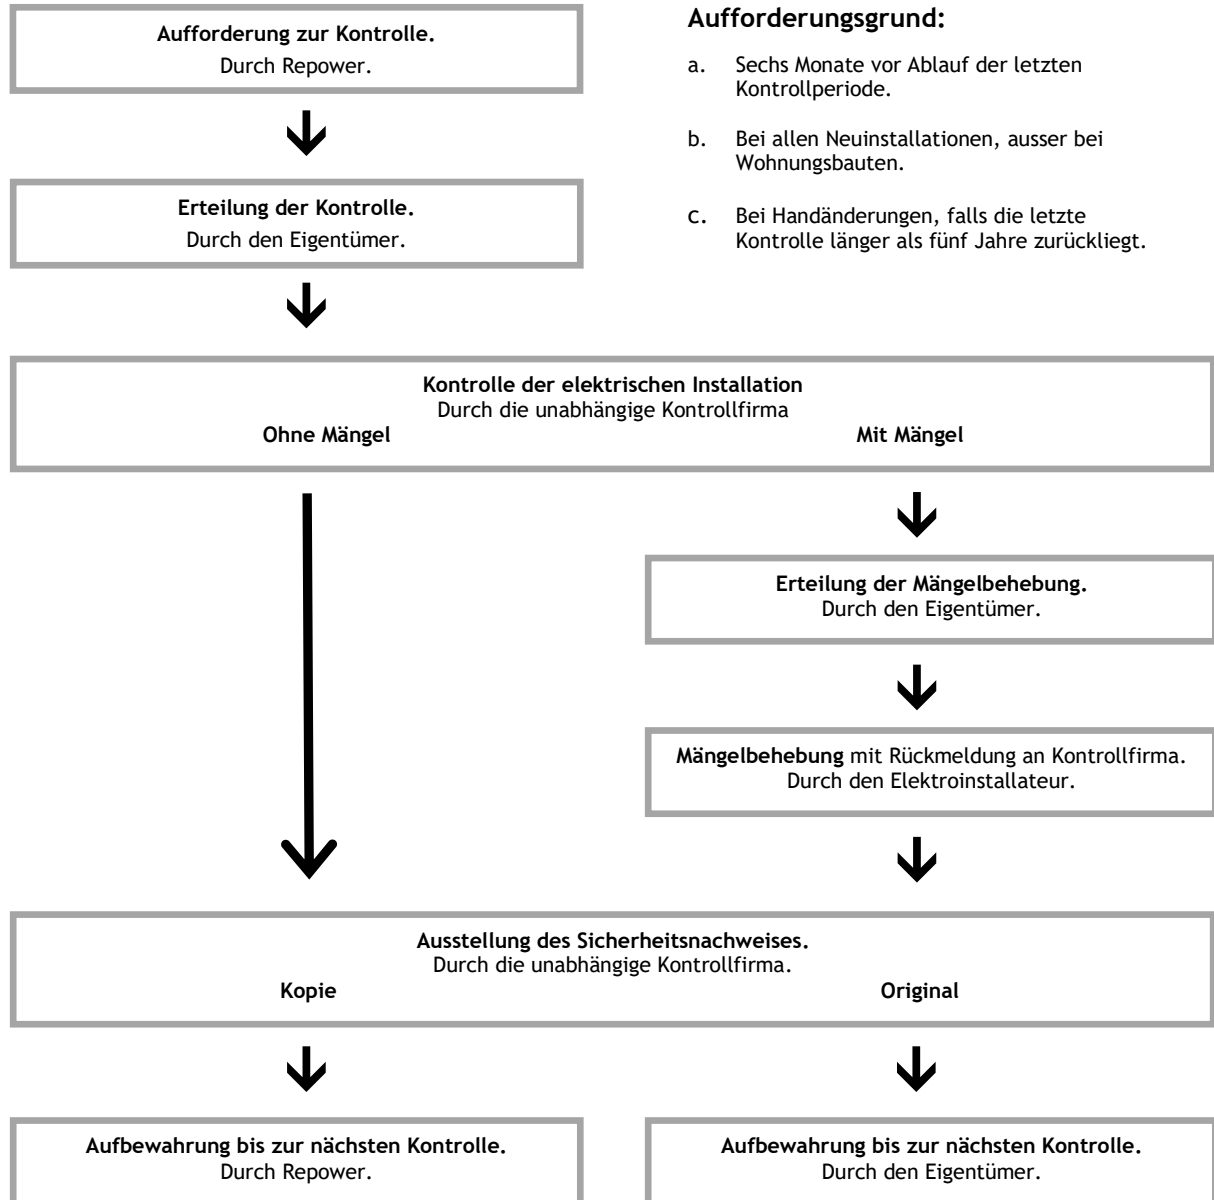 Aufforderung zur Kontrolle.
Durch Repower.
Aufforderungsgrund:
a. Sechs Monate vor Ablauf der letzten
Kontrollperiode.
b. Bei allen Neuinstallationen, ausser bei
Wohnungsbauten.
c. Bei Handänderungen, falls die letzte
Kontrolle länger als fünf Jahre zurückliegt.
Erteilung der Kontrolle.
Durch den Eigentümer.
Kontrolle der elektrischen Installation
Durch die unabhängige Kontrollfirma
Ohne Mängel Mit Mängel
Erteilung der Mängelbehebung.
Durch den Eigentümer.
Mängelbehebung mit Rückmeldung an Kontrollfirma.
Durch den Elektroinstallateur.
Ausstellung des Sicherheitsnachweises.
Durch die unabhängige Kontrollfirma.
Kopie Original
Aufbewahrung bis zur nächsten Kontrolle.
Durch Repower.
Aufbewahrung bis zur nächsten Kontrolle.
Durch den Eigentümer.